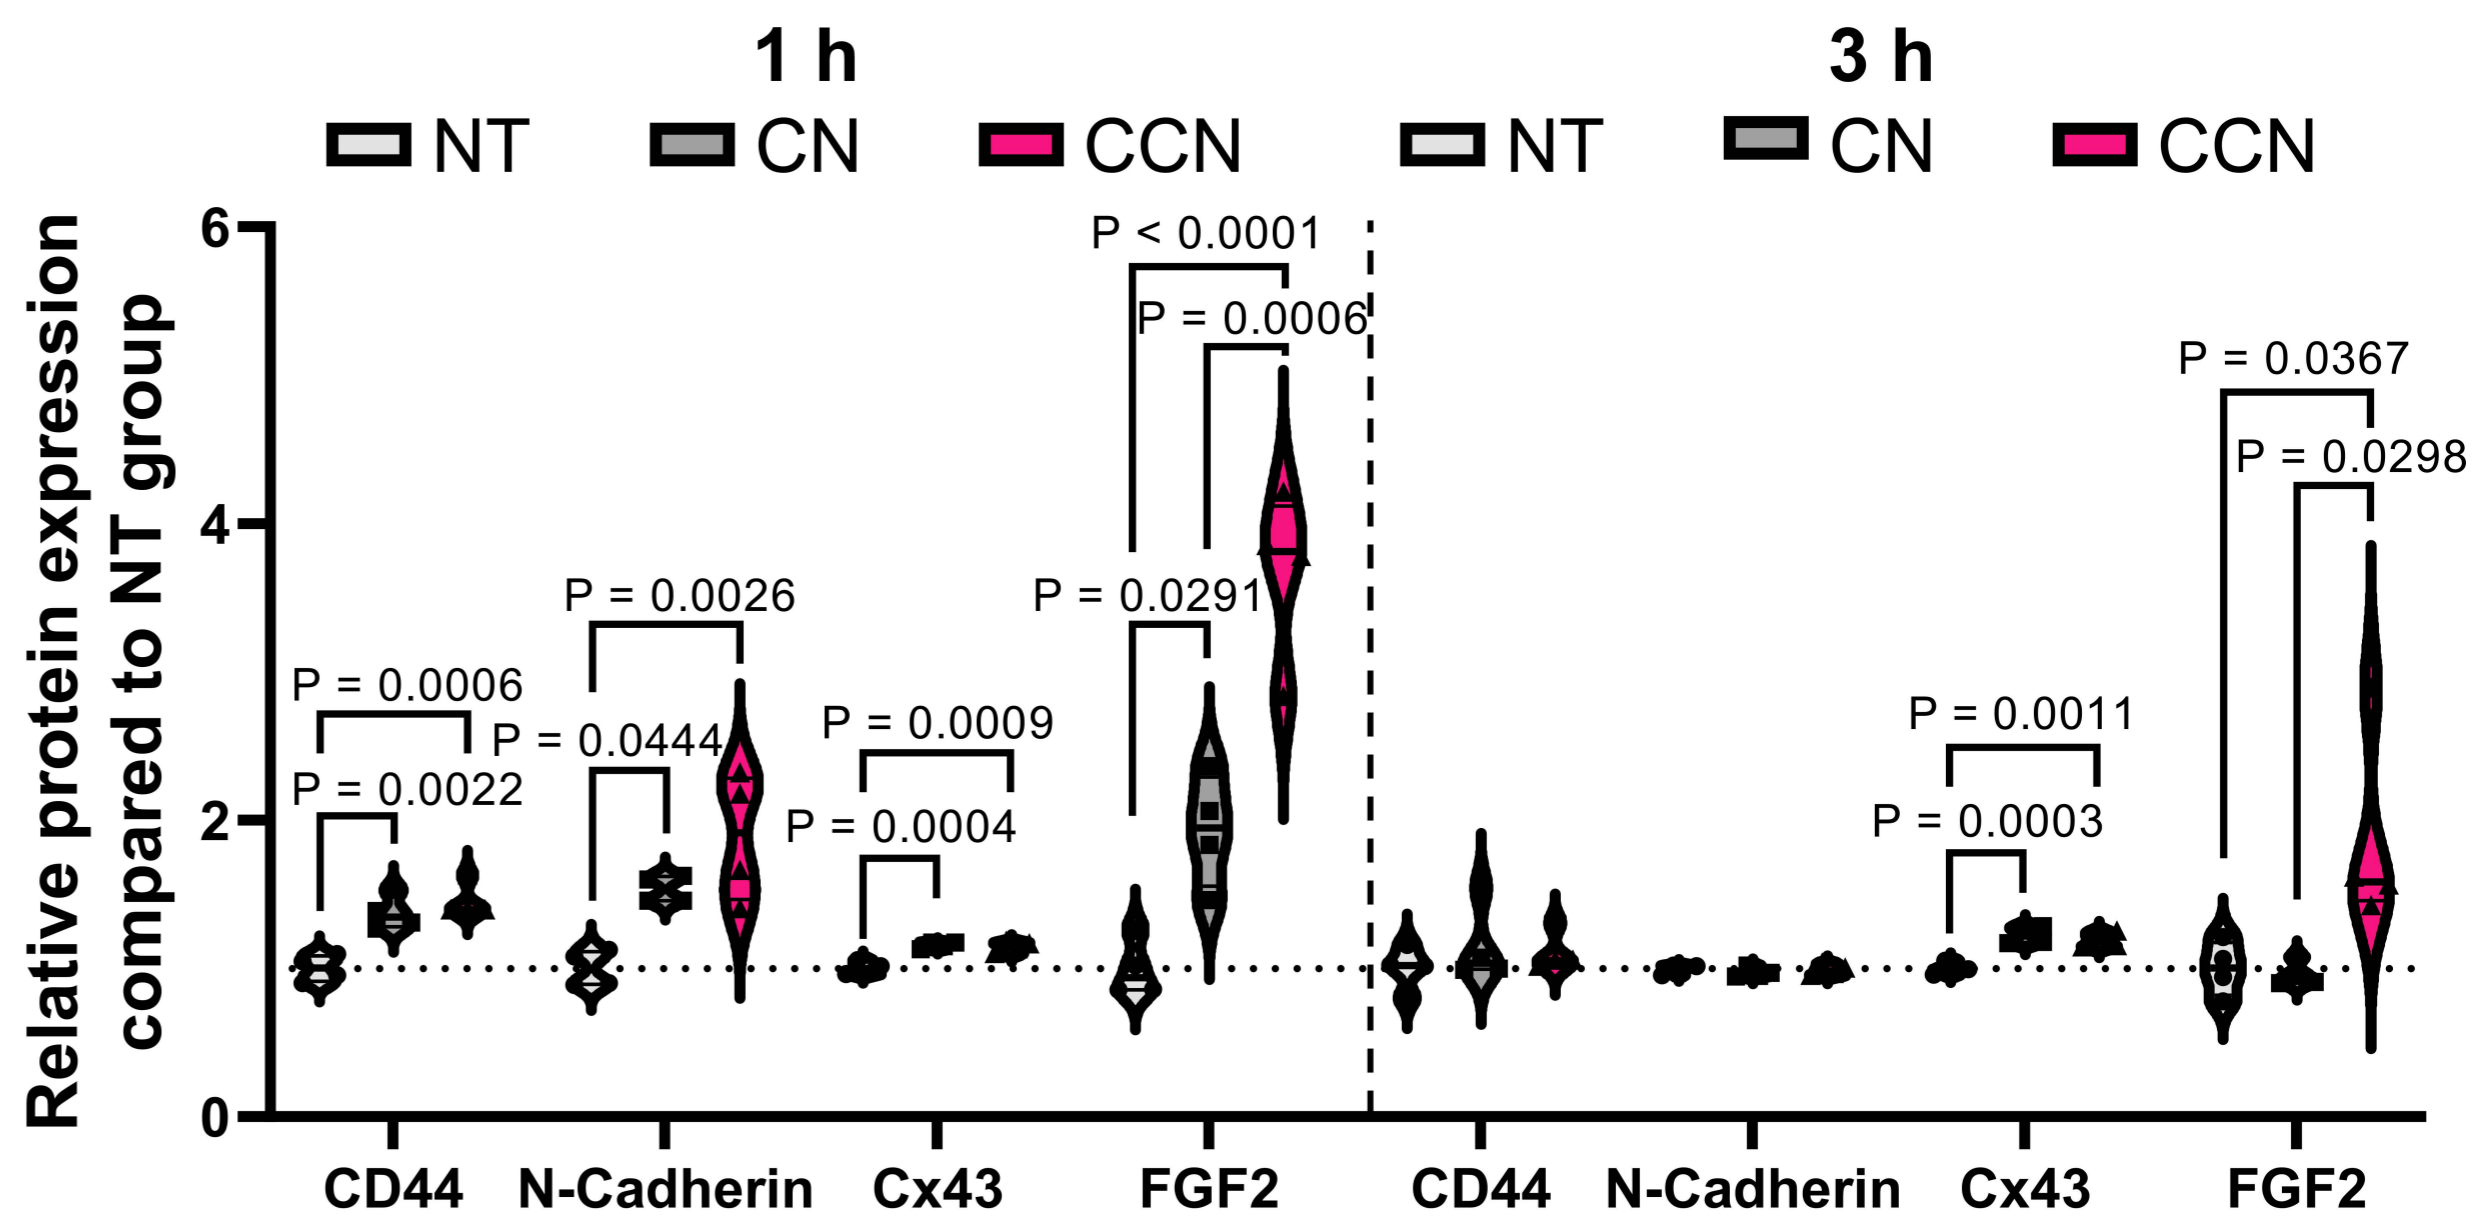 1 h
3 h
NT CN CCN NT CN CCN
Relative protein expression
compared to NT group
6
4
2
0
P < 0.0001
P = 0.0006
P = 0.0291
P = 0.0026
P = 0.0444
P = 0.0006
P = 0.0022
P = 0.0009
P = 0.0004
P = 0.0367
P = 0.0298
P = 0.0011
P = 0.0003
CD44 N-Cadherin Cx43 FGF2 CD44 N-Cadherin Cx43 FGF2